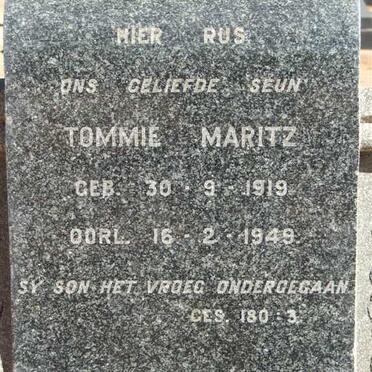 HIER RUS
ONS GELIEFDE SEUN
TOMMIE MARITZ
GEB. 30 - 9 - 1919
OORL. 16 - 2 - 1949
SY SON HET VROEG ONDERGEGAAN
GES. 180 : 3